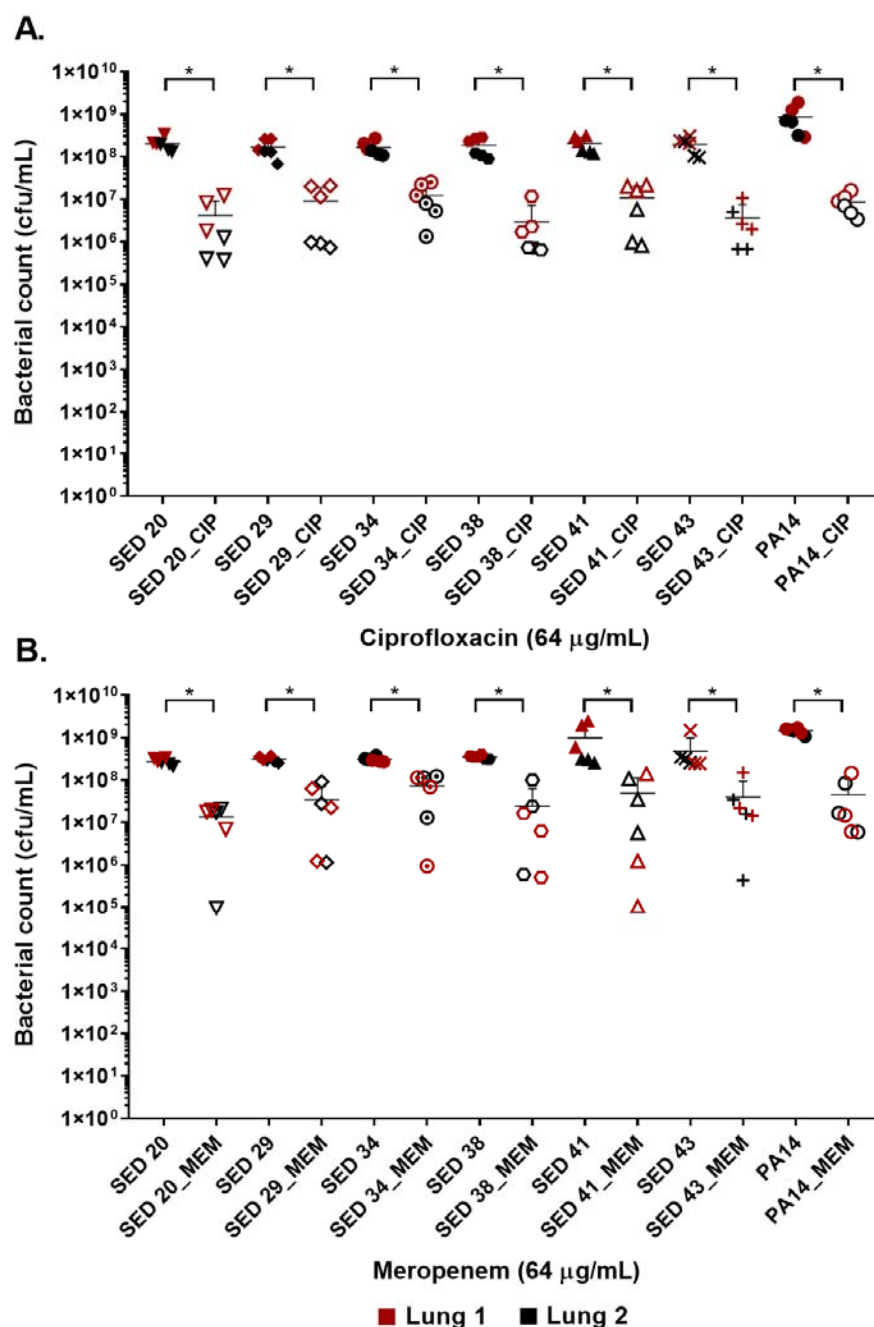 A.
* * * * * * *
1×10¹⁰
1×10⁹
1×10⁸
1×10⁷
1×10⁶
1×10⁵
1×10⁴
1×10³
1×10²
1×10¹
1×10⁰
Bacterial count (cfu/mL)
SED 20
SED 20_CIP
SED 29
SED 29_CIP
SED 34
SED 34_CIP
SED 38
SED 38_CIP
SED 41
SED 41_CIP
SED 43
SED 43_CIP
PA14
PA14_CIP
Ciprofloxacin (64 µg/mL)
B.
* * * * * * *
1×10¹⁰
1×10⁹
1×10⁸
1×10⁷
1×10⁶
1×10⁵
1×10⁴
1×10³
1×10²
1×10¹
1×10⁰
Bacterial count (cfu/mL)
SED 20
SED 20_MEM
SED 29
SED 29_MEM
SED 34
SED 34_MEM
SED 38
SED 38_MEM
SED 41
SED 41_MEM
SED 43
SED 43_MEM
PA14
PA14_MEM
Meropenem (64 µg/mL)
Lung 1 Lung 2